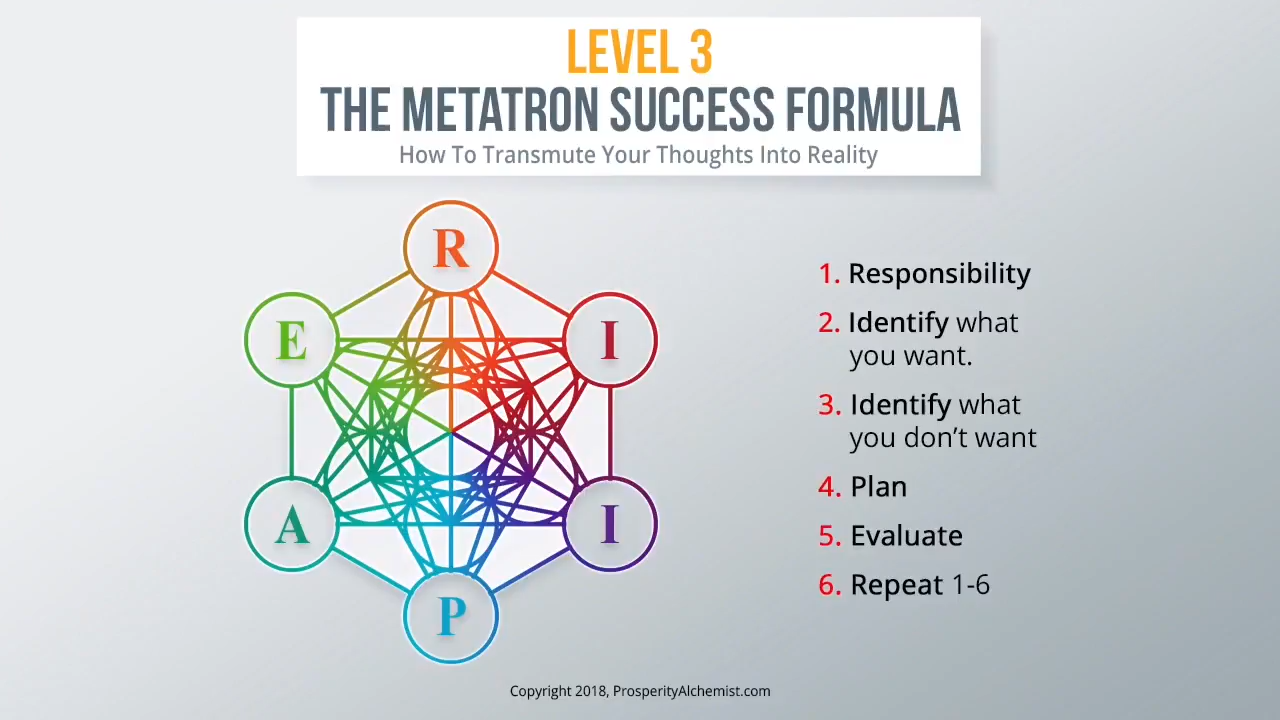 LEVEL 3
THE METATRON SUCCESS FORMULA
How To Transmute Your Thoughts Into Reality
R
E
I
A
I
P
1. Responsibility
2. Identify what
you want.
3. Identify what
you don't want
4. Plan
5. Evaluate
6. Repeat 1-6
Copyright 2018, ProsperityAlchemist.com